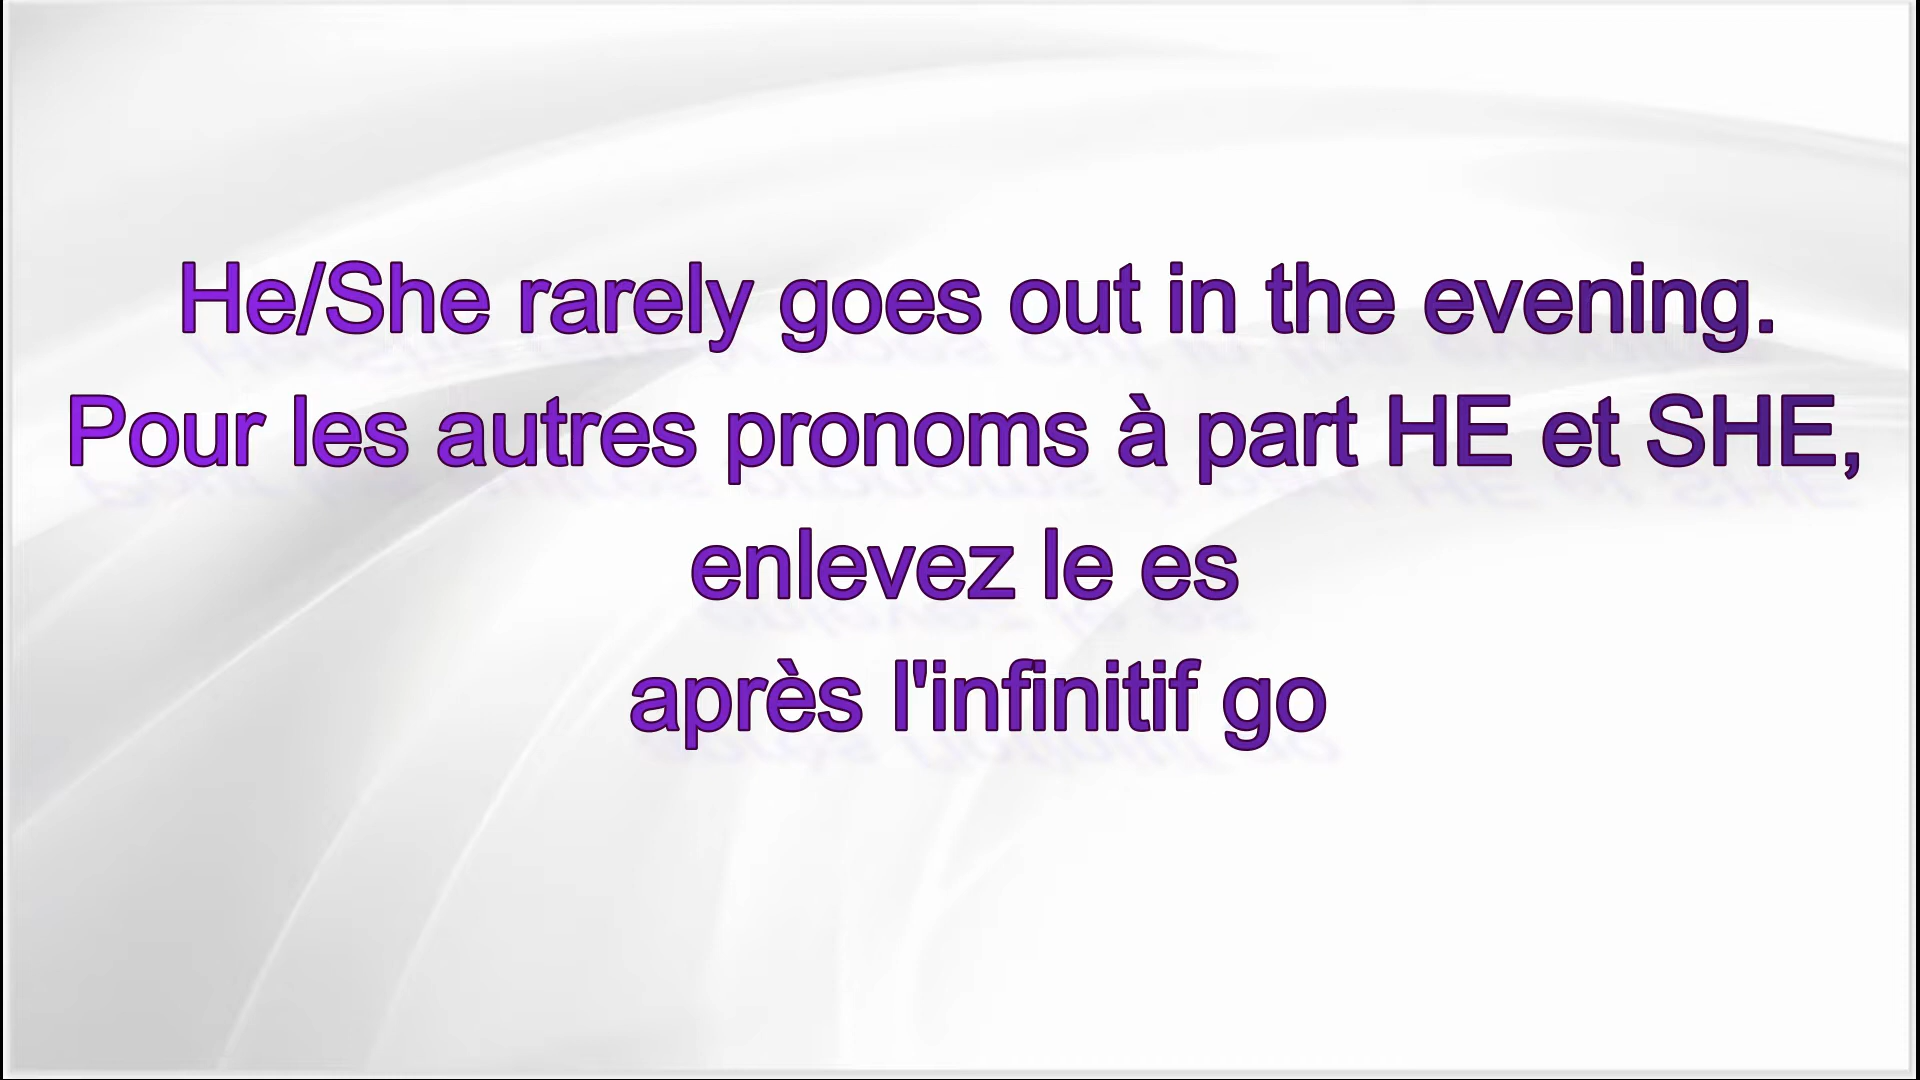 He/She rarely goes out in the evening.
Pour les autres pronoms à part HE et SHE,
enlevez le es
après l'infinitif go